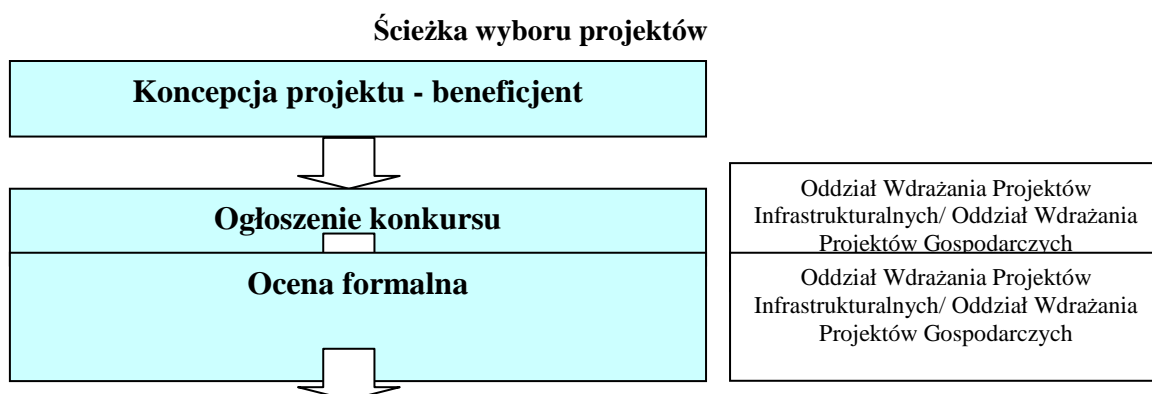 Ścieżka wyboru projektów
Koncepcja projektu - beneficjent
Ogłoszenie konkursu
Oddział Wdrażania Projektów
Infrastrukturalnych/ Oddział Wdrażania
Projektów Gospodarczych
Ocena formalna
Oddział Wdrażania Projektów
Infrastrukturalnych/ Oddział Wdrażania
Projektów Gospodarczych